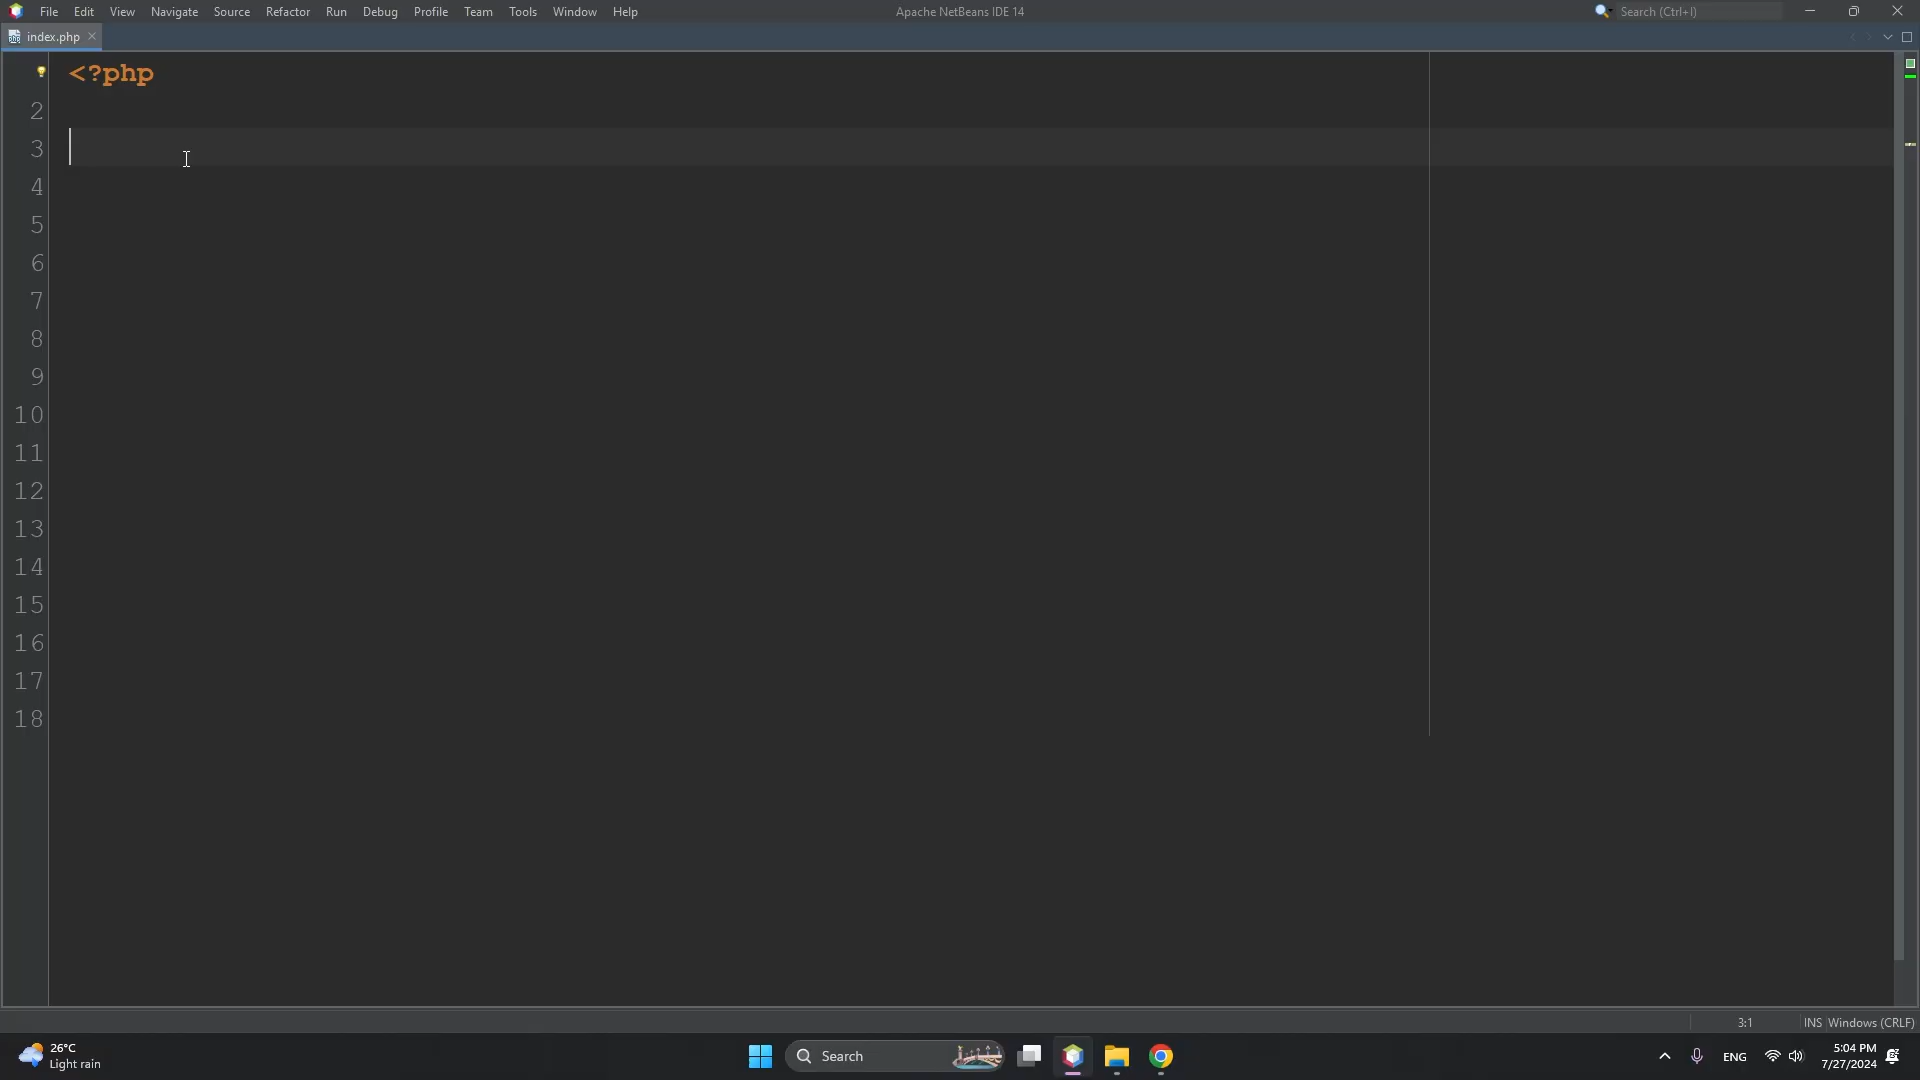 File Edit View Navigate Source Refactor Run Debug Profile Team Tools Window Help Apache NetBeans IDE 14 Search (Ctrl+I)
index.php
<?php
2
3
4
5
6
7
8
9
10
11
12
13
14
15
16
17
18
3:1 INS Windows (CRLF)
26°C
Light rain
Search
ENG
5:04 PM
7/27/2024